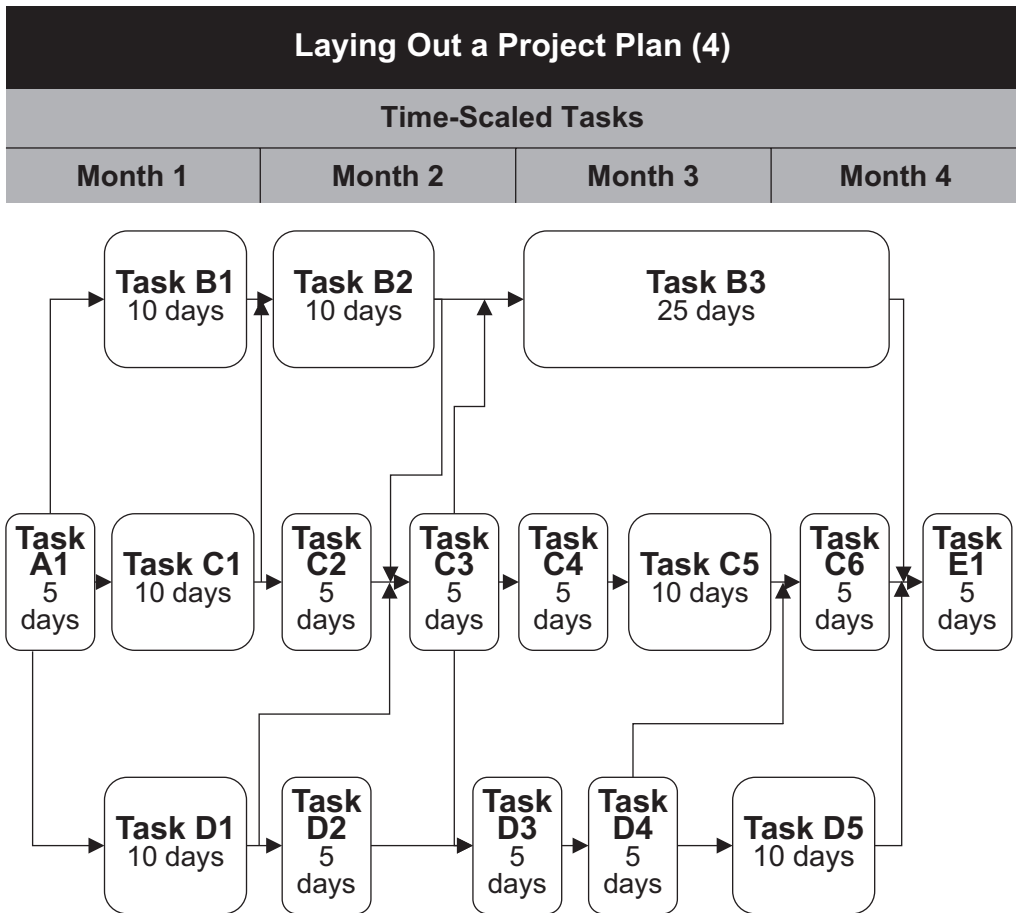 Laying Out a Project Plan (4)
Time-Scaled Tasks
Month 1
Month 2
Month 3
Month 4
Task B1
10 days
Task B2
10 days
Task B3
25 days
Task
A1
5
days
Task C1
10 days
Task
C2
5
days
Task
C3
5
days
Task
C4
5
days
Task C5
10 days
Task
C6
5
days
Task
E1
5
days
Task D1
10 days
Task
D2
5
days
Task
D3
5
days
Task
D4
5
days
Task D5
10 days